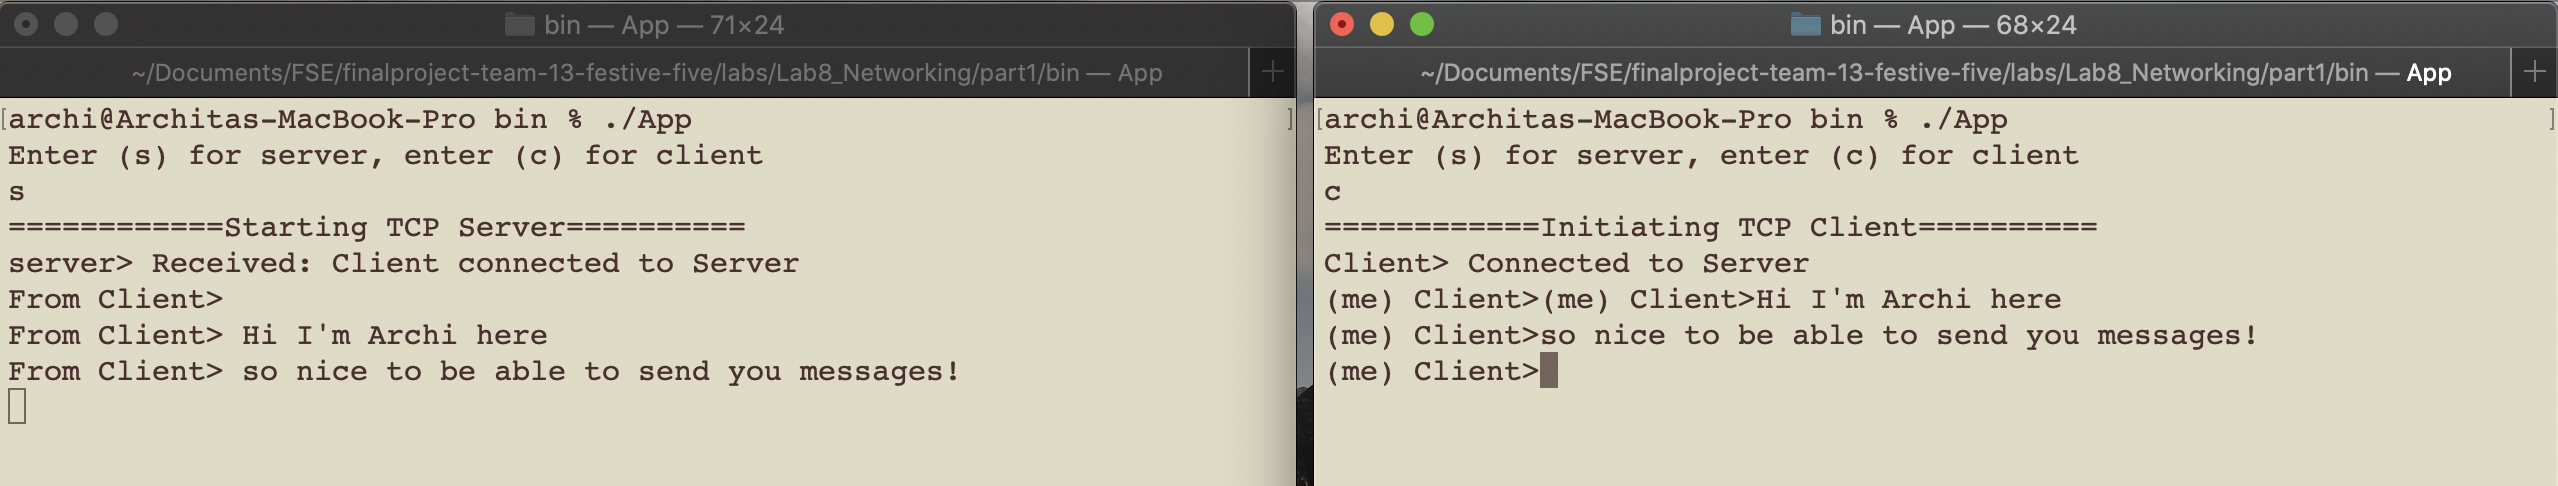 bin — App — 71×24
~/Documents/FSE/finalproject-team-13-festive-five/labs/Lab8_Networking/part1/bin — App
[archi@Architas-MacBook-Pro bin % ./App ]
Enter (s) for server, enter (c) for client
s
============Starting TCP Server==========
server> Received: Client connected to Server
From Client>
From Client> Hi I'm Archi here
From Client> so nice to be able to send you messages!
bin — App — 68×24
~/Documents/FSE/finalproject-team-13-festive-five/labs/Lab8_Networking/part1/bin — App
[archi@Architas-MacBook-Pro bin % ./App ]
Enter (s) for server, enter (c) for client
c
============Initiating TCP Client==========
Client> Connected to Server
(me) Client>(me) Client>Hi I'm Archi here
(me) Client>so nice to be able to send you messages!
(me) Client>